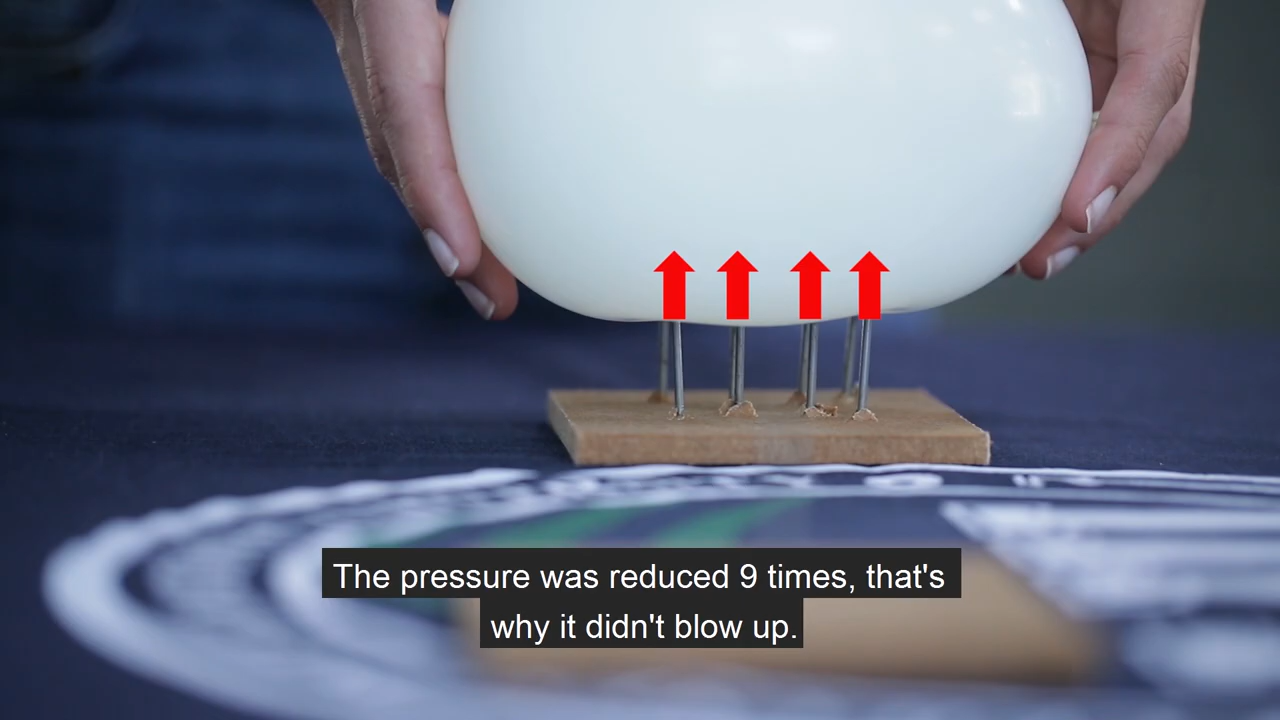 The pressure was reduced 9 times, that's
why it didn't blow up.